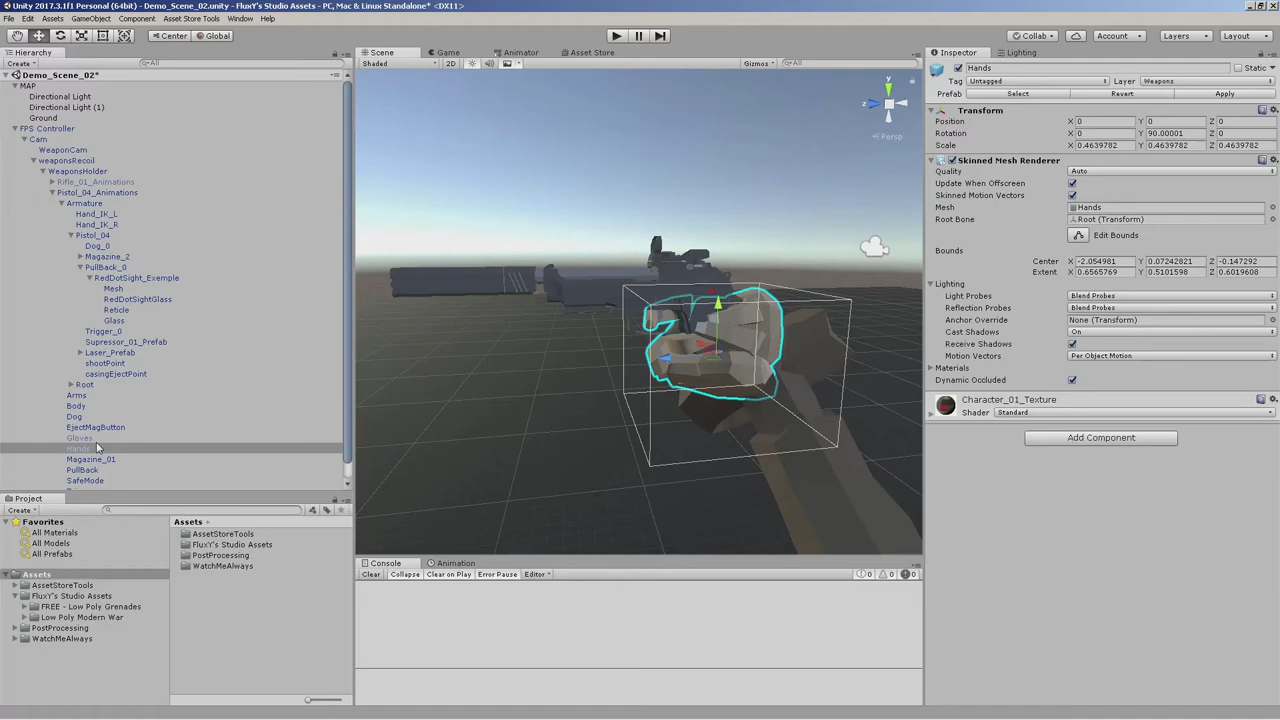 Unity 2017.3.1f1 Personal (64bit) - Demo_Scene_02.unity - FluxY's Studio Assets - PC, Mac & Linux Standalone* <DX11>
File Edit Assets GameObject Component Asset Store Tools Window Help
Center Global Collab Account Layers Layout
Hierarchy
Create All
Demo_Scene_02*
MAP
Directional Light
Directional Light (1)
Ground
FPS Controller
Cam
WeaponCam
weaponsRecoil
WeaponsHolder
Rifle_01_Animations
Pistol_04_Animations
Armature
Hand_IK_L
Hand_IK_R
Pistol_04
Dog_0
Magazine_2
PullBack_0
RedDotSight_Exemple
Mesh
RedDotSightGlass
Reticle
Glass
Trigger_0
Supressor_01_Prefab
Laser_Prefab
shootPoint
casingEjectPoint
Root
Arms
Body
Dog
EjectMagButton
Gloves
Hands
Magazine_01
PullBack
SafeMode
Scene Game Animator Asset Store
Shaded 2D Gizmos All
y
z
Persp
Inspector Lighting
Hands Static
Tag Untagged Layer Weapons
Prefab Select Revert Apply
Transform
Position X 0 Y 0 Z 0
Rotation X 0 Y 90.00001 Z 0
Scale X 0.4639782 Y 0.4639782 Z 0.4639782
Skinned Mesh Renderer
Quality Auto
Update When Offscreen
Skinned Motion Vectors
Mesh Hands
Root Bone Root (Transform)
Edit Bounds
Bounds
Center X -2.054981 Y 0.07242821 Z -0.147292
Extent X 0.6565769 Y 0.5101598 Z 0.6019608
Lighting
Light Probes Blend Probes
Reflection Probes Blend Probes
Anchor Override None (Transform)
Cast Shadows On
Receive Shadows
Motion Vectors Per Object Motion
Materials
Dynamic Occluded
Character_01_Texture
Shader Standard
Add Component
Project
Create
Favorites
All Materials
All Models
All Prefabs
Assets
AssetStoreTools
FluxY's Studio Assets
FREE - Low Poly Grenades
Low Poly Modern War
PostProcessing
WatchMeAlways
Assets
AssetStoreTools
FluxY's Studio Assets
PostProcessing
WatchMeAlways
Console Animation
Clear Collapse Clear on Play Error Pause Editor 0 0 0